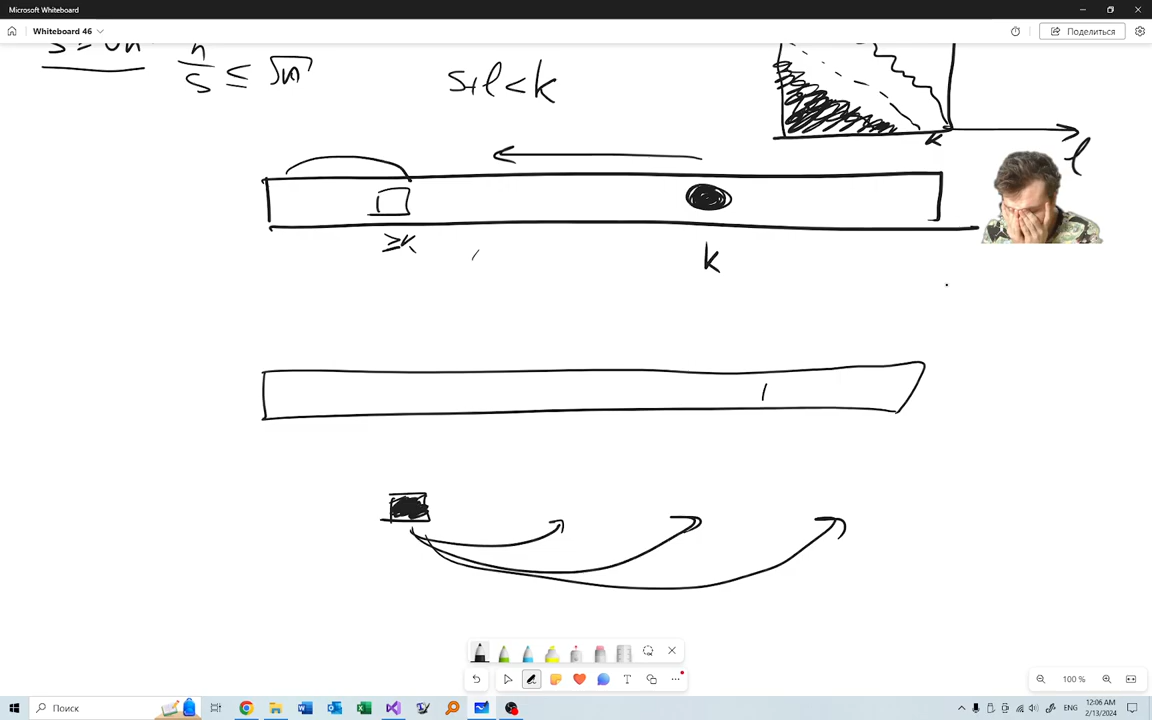 Microsoft Whiteboard
Whiteboard 46
Поделиться
n/s ≤ √n
s+l < k
k
l
≥k
k
100 %
Поиск
12:06 AM
ENG
2/13/2024